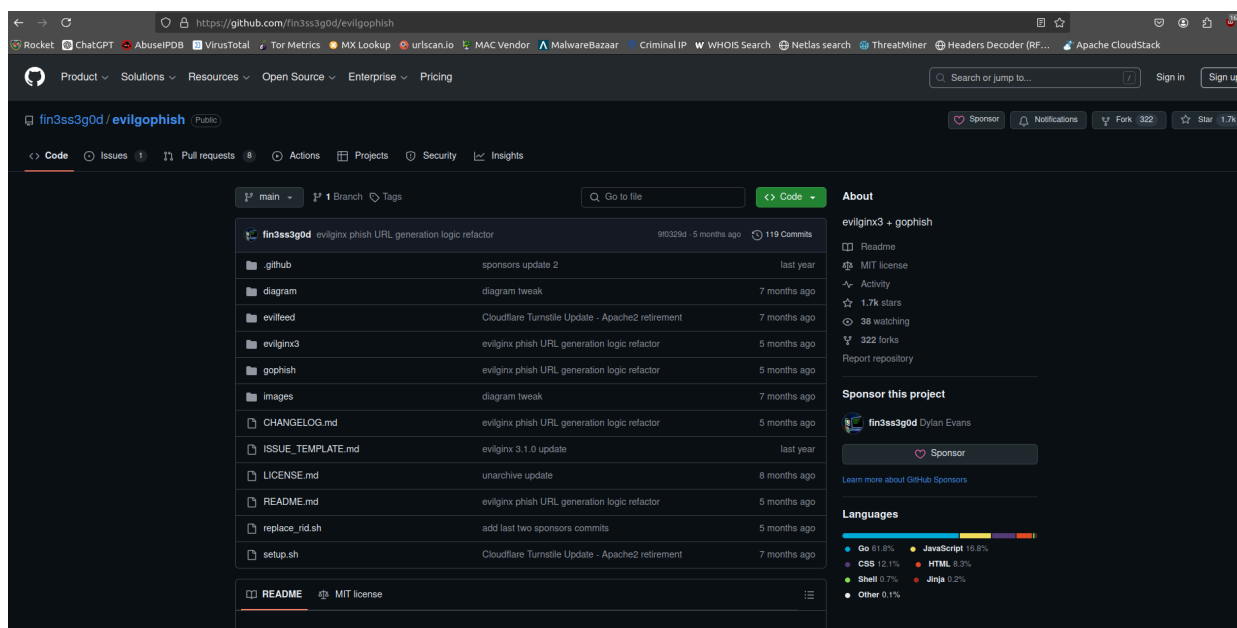 https://github.com/fin3ss3g0d/evilgophish
Rocket ChatGPT AbuseIPDB VirusTotal Tor Metrics MX Lookup urlscan.io MAC Vendor MalwareBazaar Criminal IP WHOIS Search Netlas search ThreatMiner Headers Decoder (RF... Apache CloudStack
Product Solutions Resources Open Source Enterprise Pricing Search or jump to... / Sign in Sign up
fin3ss3g0d / evilgophish Public Sponsor Notifications Fork 322 Star 1.7k
Code Issues 1 Pull requests 8 Actions Projects Security Insights
main 1 Branch Tags Go to file Code
fin3ss3g0d evilginx phish URL generation logic refactor 9f0329d · 5 months ago 119 Commits
.github sponsors update 2 last year
diagram diagram tweak 7 months ago
evilfeed Cloudflare Turnstile Update - Apache2 retirement 7 months ago
evilginx3 evilginx phish URL generation logic refactor 5 months ago
gophish evilginx phish URL generation logic refactor 5 months ago
images diagram tweak 7 months ago
CHANGELOG.md evilginx phish URL generation logic refactor 5 months ago
ISSUE_TEMPLATE.md evilginx 3.1.0 update last year
LICENSE.md unarchive update 8 months ago
README.md evilginx phish URL generation logic refactor 5 months ago
replace_rid.sh add last two sponsors commits 5 months ago
setup.sh Cloudflare Turnstile Update - Apache2 retirement 7 months ago
README MIT license
About
evilginx3 + gophish
Readme
MIT license
Activity
1.7k stars
38 watching
322 forks
Report repository
Sponsor this project
fin3ss3g0d Dylan Evans
Sponsor
Learn more about GitHub Sponsors
Languages
Go 61.8% JavaScript 16.8%
CSS 12.1% HTML 8.3%
Shell 0.7% Jinja 0.2%
Other 0.1%